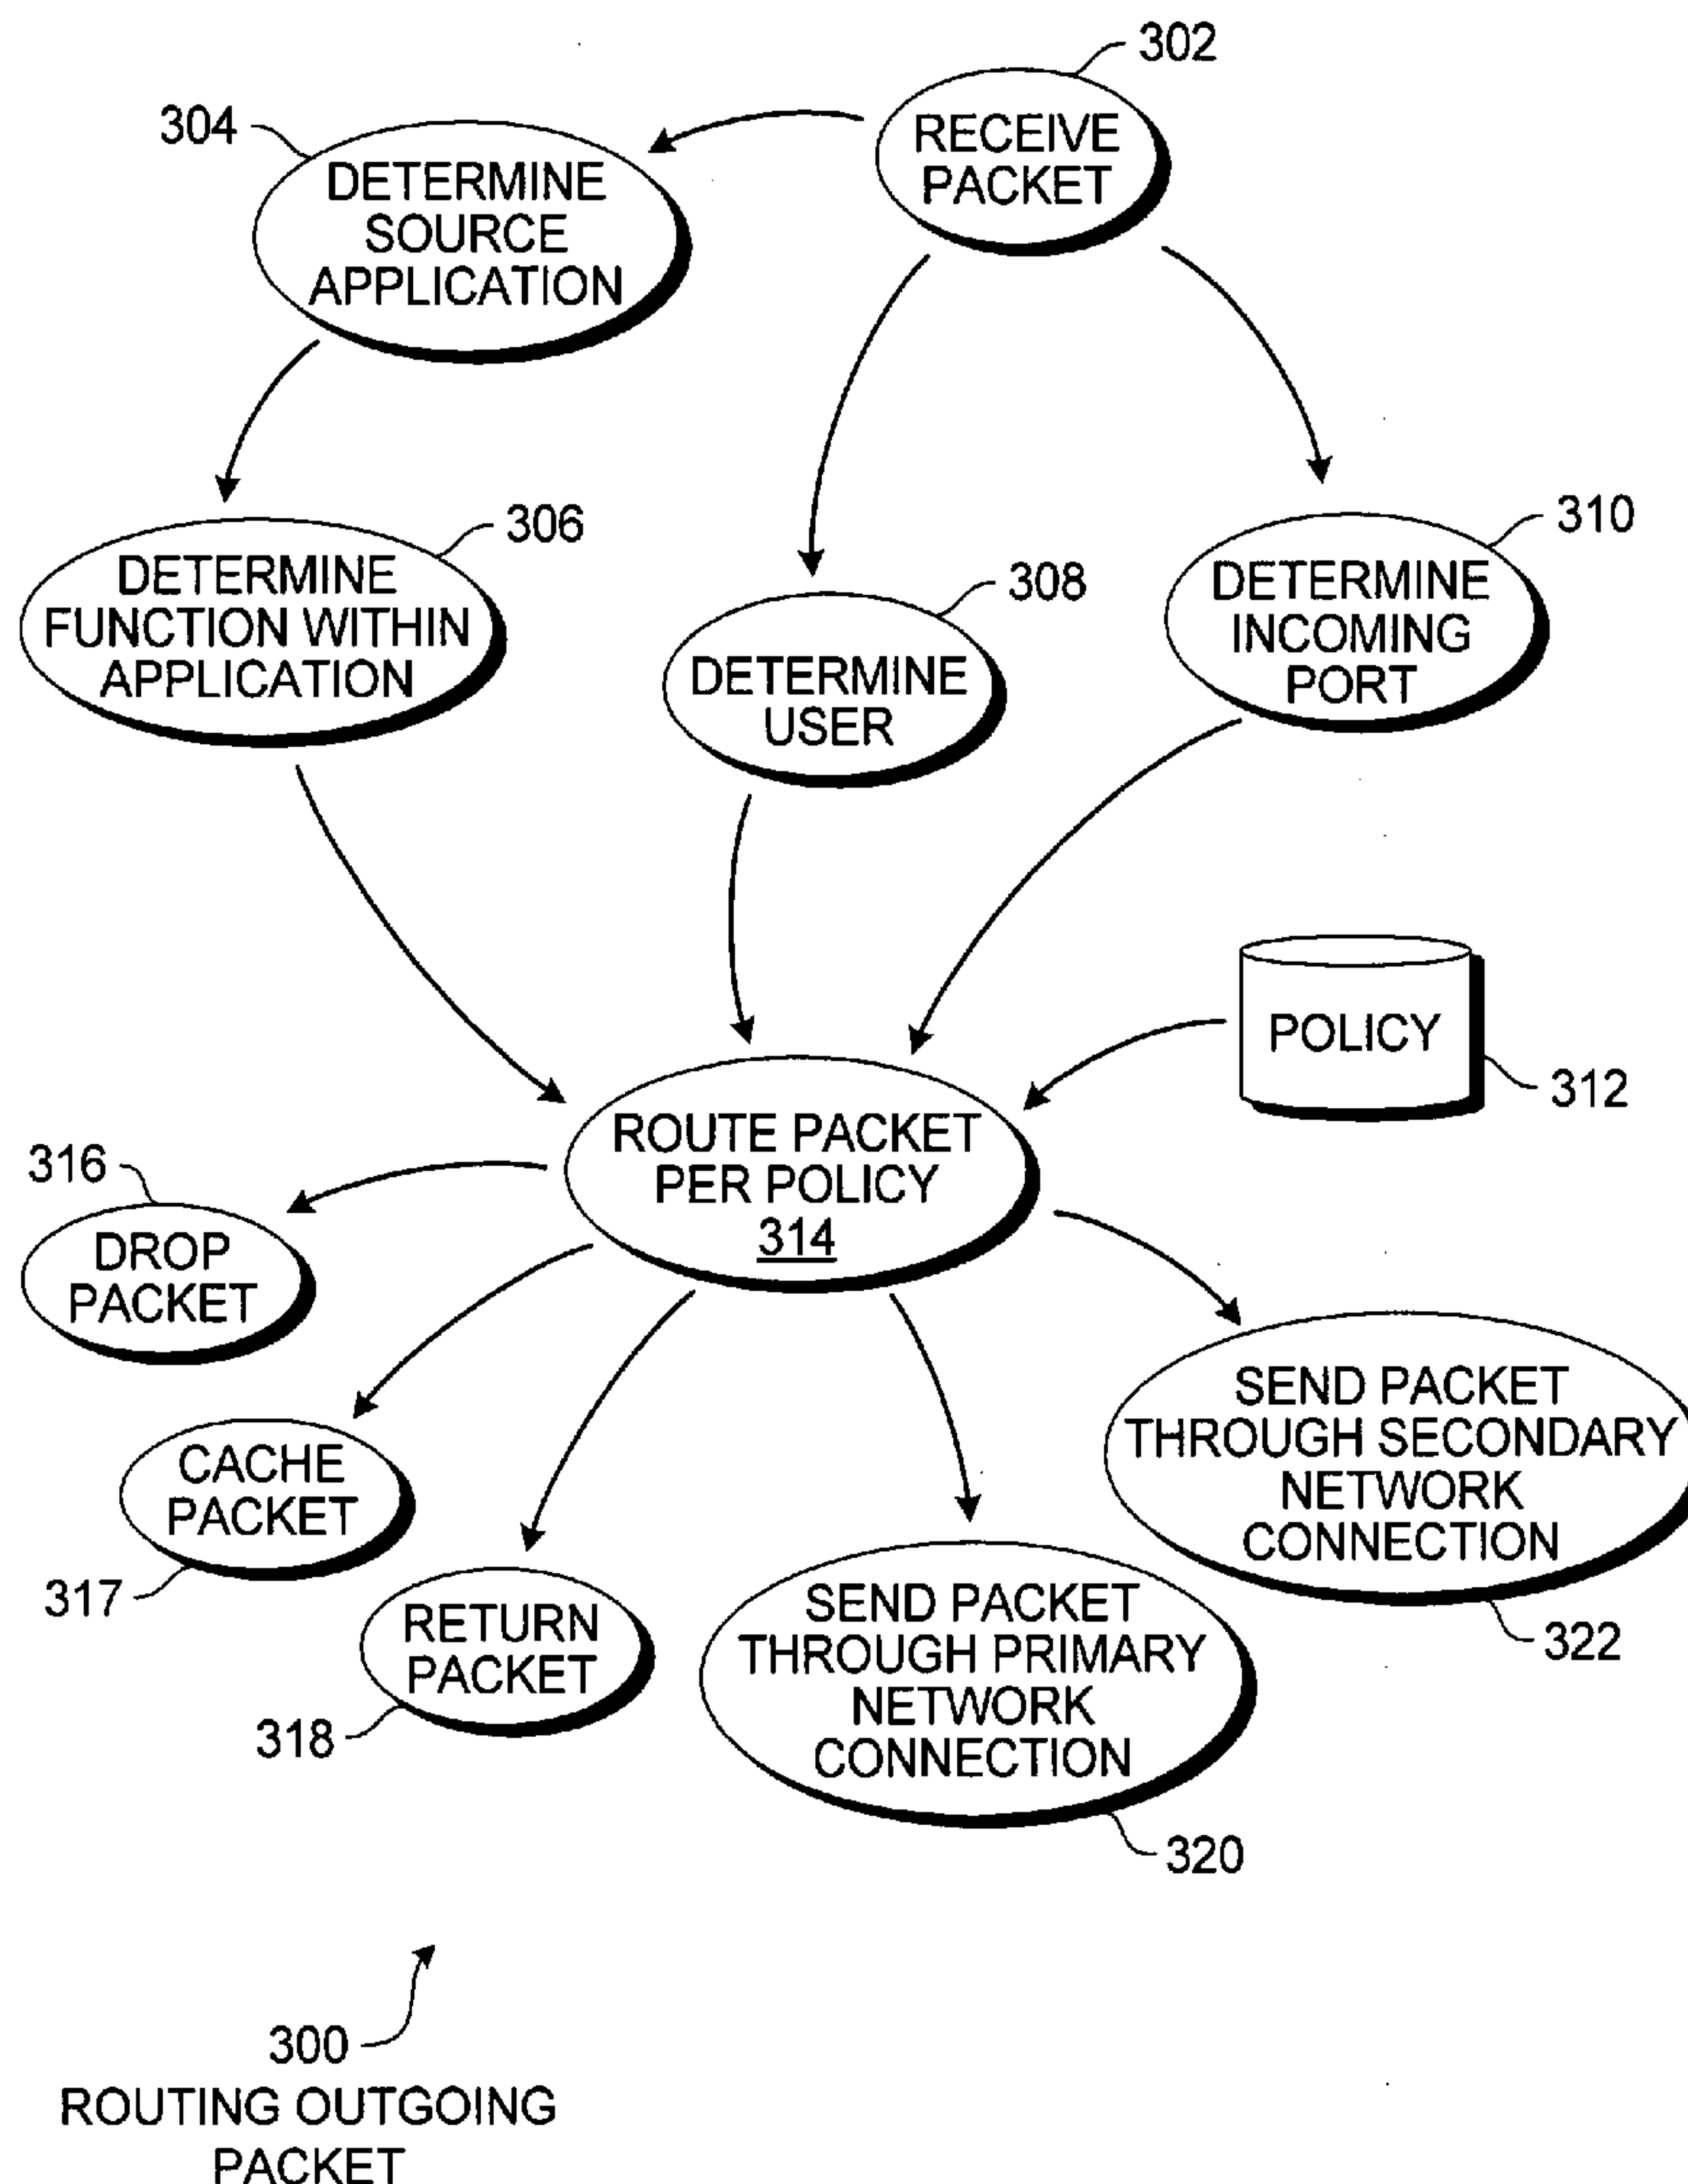 302
RECEIVE
PACKET
304
DETERMINE
SOURCE
APPLICATION
306
DETERMINE
FUNCTION WITHIN
APPLICATION
308
DETERMINE
USER
310
DETERMINE
INCOMING
PORT
POLICY
312
ROUTE PACKET
PER POLICY
314
316
DROP
PACKET
CACHE
PACKET
317
RETURN
PACKET
318
SEND PACKET
THROUGH PRIMARY
NETWORK
CONNECTION
320
SEND PACKET
THROUGH SECONDARY
NETWORK
CONNECTION
322
300
ROUTING OUTGOING
PACKET